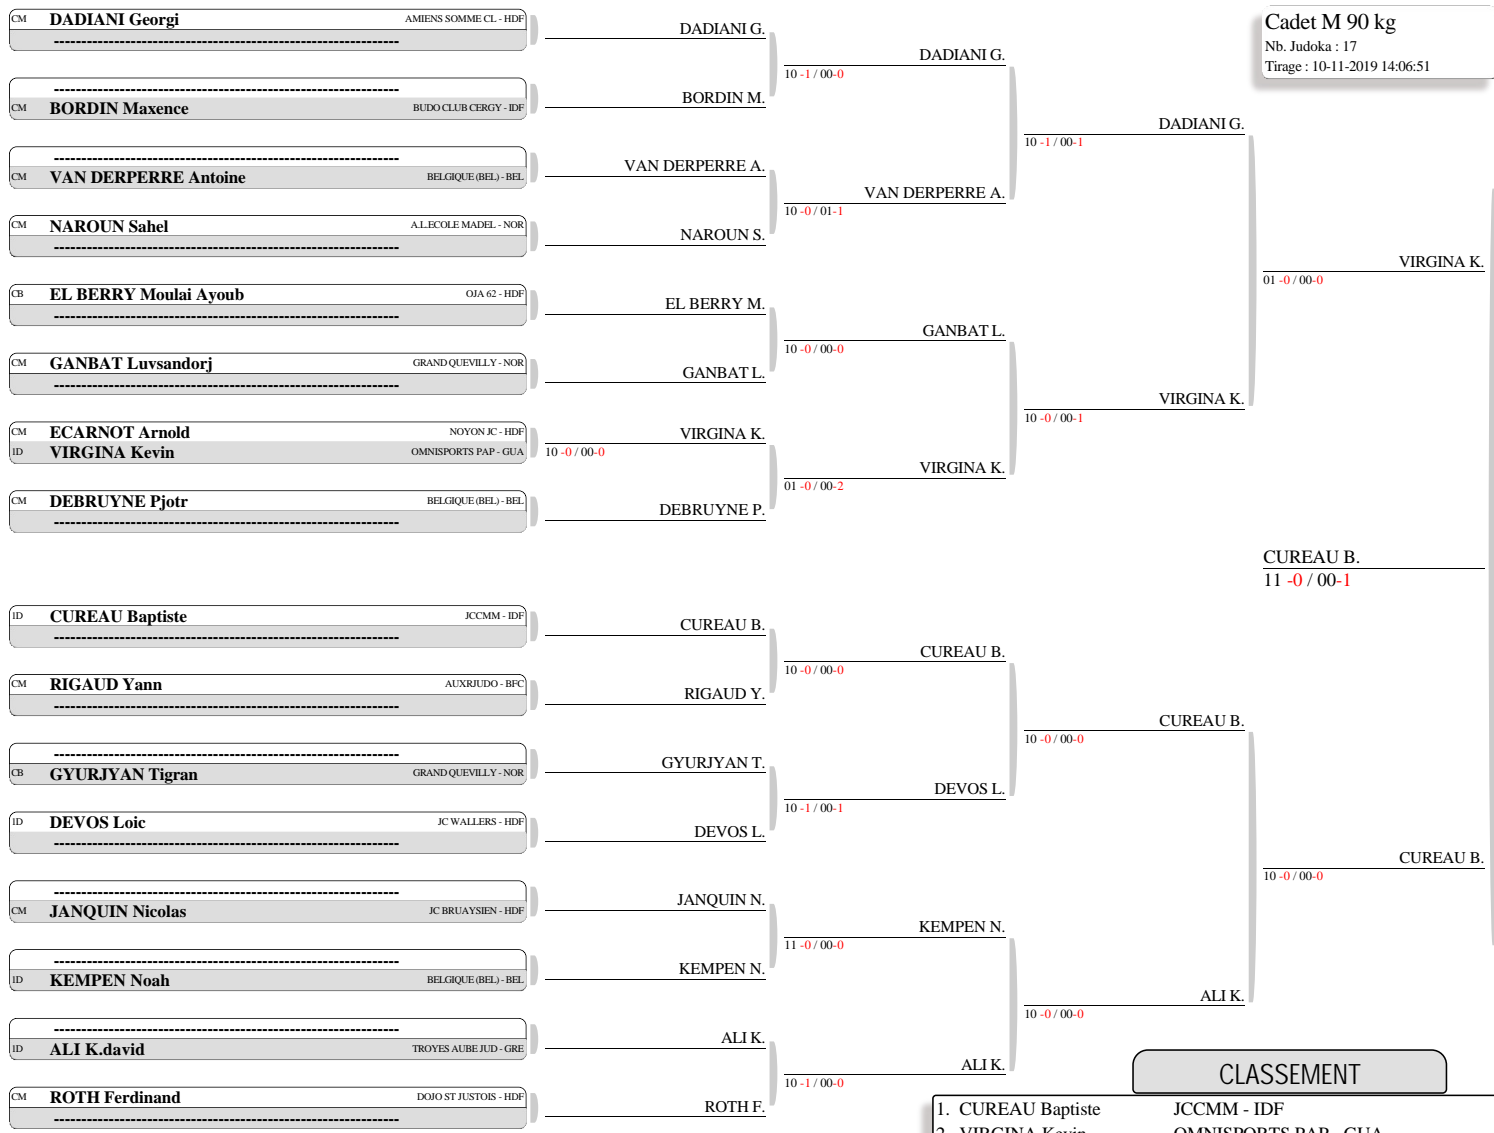 Cadet M 90 kg
Nb. Judoka : 17
Tirage : 10-11-2019 14:06:51
CM DADIANI Georgi AMIENS SOMME CL - HDF
----------------------------------------------------------------
----------------------------------------------------------------
CM BORDIN Maxence BUDO CLUB CERGY - IDF
----------------------------------------------------------------
CM VAN DERPERRE Antoine BELGIQUE (BEL) - BEL
CM NAROUN Sahel A.L.ECOLE MADEL - NOR
----------------------------------------------------------------
CB EL BERRY Moulai Ayoub OJA 62 - HDF
----------------------------------------------------------------
CM GANBAT Luvsandorj GRAND QUEVILLY - NOR
----------------------------------------------------------------
CM ECARNOT Arnold NOYON JC - HDF
1D VIRGINA Kevin OMNISPORTS PAP - GUA
CM DEBRUYNE Pjotr BELGIQUE (BEL) - BEL
----------------------------------------------------------------
1D CUREAU Baptiste JCCMM - IDF
----------------------------------------------------------------
CM RIGAUD Yann AUXRJUDO - BFC
----------------------------------------------------------------
----------------------------------------------------------------
CB GYURJYAN Tigran GRAND QUEVILLY - NOR
1D DEVOS Loic JC WALLERS - HDF
----------------------------------------------------------------
----------------------------------------------------------------
CM JANQUIN Nicolas JC BRUAYSIEN - HDF
----------------------------------------------------------------
1D KEMPEN Noah BELGIQUE (BEL) - BEL
----------------------------------------------------------------
1D ALI K.david TROYES AUBE JUD - GRE
CM ROTH Ferdinand DOJO ST JUSTOIS - HDF
----------------------------------------------------------------
DADIANI G.
BORDIN M.
VAN DERPERRE A.
NAROUN S.
EL BERRY M.
GANBAT L.
VIRGINA K.
10 -0 / 00-0
DEBRUYNE P.
CUREAU B.
RIGAUD Y.
GYURJYAN T.
DEVOS L.
JANQUIN N.
KEMPEN N.
ALI K.
ROTH F.
DADIANI G.
10 -1 / 00-0
VAN DERPERRE A.
10 -0 / 01-1
GANBAT L.
10 -0 / 00-0
VIRGINA K.
01 -0 / 00-2
CUREAU B.
10 -0 / 00-0
DEVOS L.
10 -1 / 00-1
KEMPEN N.
11 -0 / 00-0
ALI K.
10 -1 / 00-0
DADIANI G.
10 -1 / 00-1
VIRGINA K.
10 -0 / 00-1
CUREAU B.
10 -0 / 00-0
ALI K.
10 -0 / 00-0
VIRGINA K.
01 -0 / 00-0
CUREAU B.
10 -0 / 00-0
CUREAU B.
11 -0 / 00-1
CLASSEMENT
1. CUREAU Baptiste JCCMM - IDF
2. VIRGINA Kevin OMNISPORTS PAP - GUA